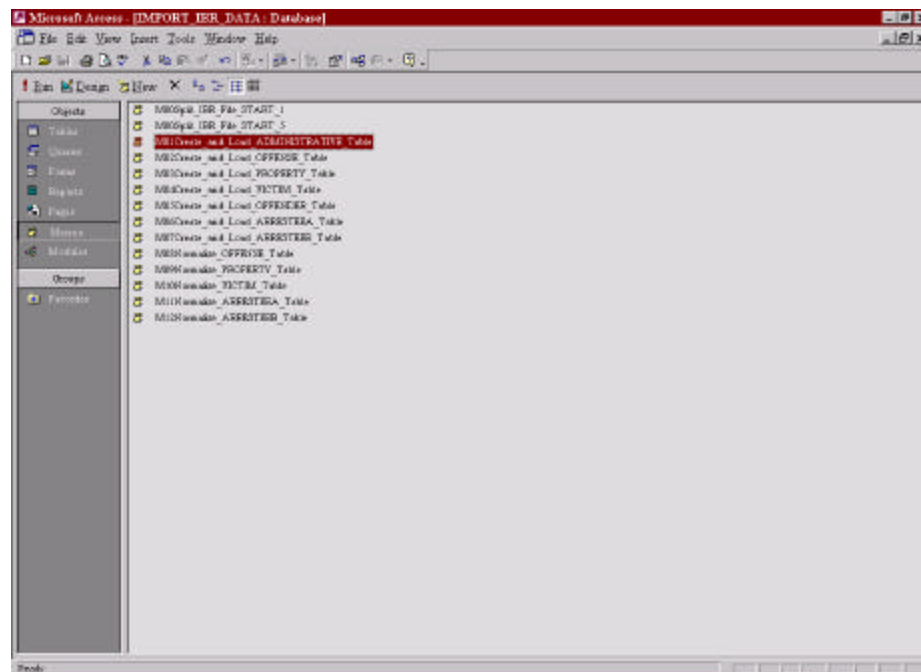 Microsoft Access - [IMPORT_IBR_DATA : Database]
File Edit View Insert Tools Window Help
Run Design New
Objects
Tables
Queries
Forms
Reports
Pages
Macros
Modules
Groups
Favorites
M00Split_IBR_File_START_1
M00Split_IBR_File_START_5
M01Create_and_Load_ADMINISTRATIVE_Table
M02Create_and_Load_OFFENSE_Table
M03Create_and_Load_PROPERTY_Table
M04Create_and_Load_VICTIM_Table
M05Create_and_Load_OFFENDER_Table
M06Create_and_Load_ARRESTEEA_Table
M07Create_and_Load_ARRESTEEB_Table
M08Normalize_OFFENSE_Table
M09Normalize_PROPERTY_Table
M10Normalize_VICTIM_Table
M11Normalize_ARRESTEEA_Table
M12Normalize_ARRESTEEB_Table
Ready